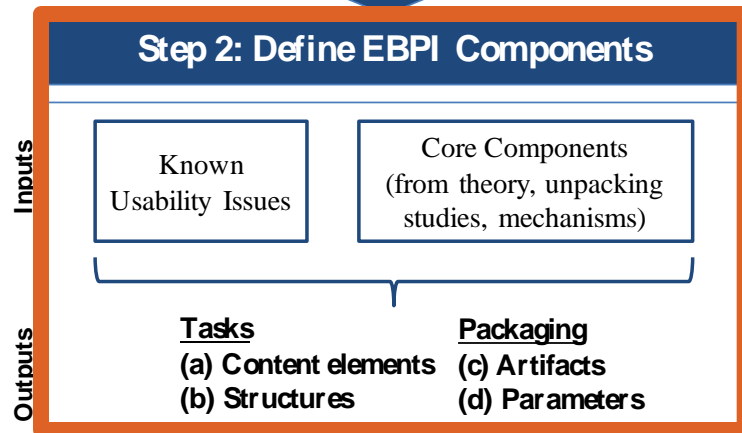 Step 2: Define EBPI Components
Inputs
Known
Usability Issues
Core Components
(from theory, unpacking
studies, mechanisms)
Outputs
Tasks
(a) Content elements
(b) Structures
Packaging
(c) Artifacts
(d) Parameters